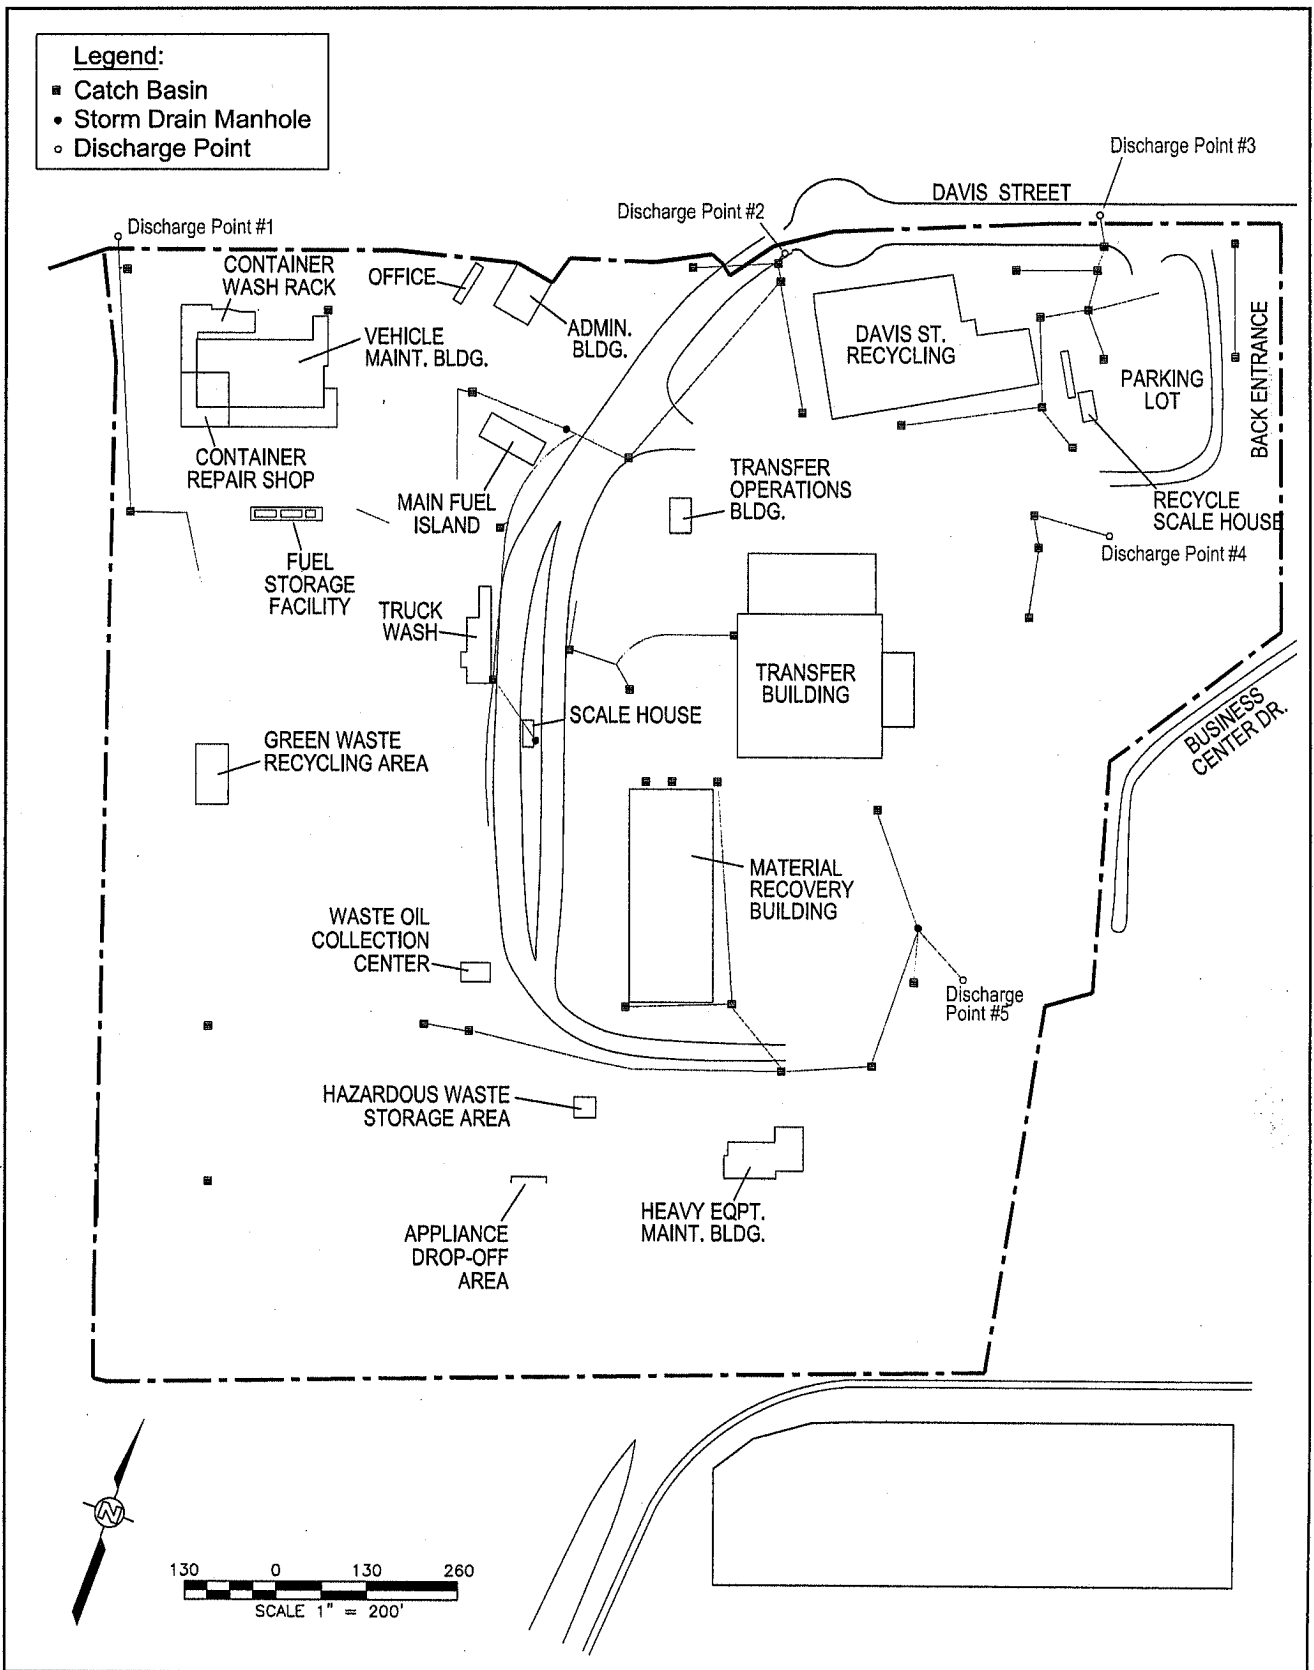 Legend:
Catch Basin
Storm Drain Manhole
Discharge Point
Discharge Point #3
DAVIS STREET
Discharge Point #2
Discharge Point #1
CONTAINER
WASH RACK
OFFICE
ADMIN.
BLDG.
VEHICLE
MAINT. BLDG.
DAVIS ST.
RECYCLING
PARKING
LOT
BACK ENTRANCE
CONTAINER
REPAIR SHOP
MAIN FUEL
ISLAND
TRANSFER
OPERATIONS
BLDG.
RECYCLE
SCALE HOUSE
Discharge Point #4
FUEL
STORAGE
FACILITY
TRUCK
WASH
TRANSFER
BUILDING
SCALE HOUSE
BUSINESS
CENTER DR.
GREEN WASTE
RECYCLING AREA
MATERIAL
RECOVERY
BUILDING
WASTE OIL
COLLECTION
CENTER
Discharge
Point #5
HAZARDOUS WASTE
STORAGE AREA
HEAVY EQPT.
MAINT. BLDG.
APPLIANCE
DROP-OFF
AREA
N
130 0 130 260
SCALE 1" = 200'